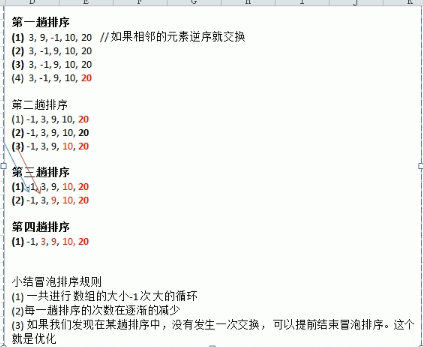 D E F G H I J K
第一趟排序
(1) 3, 9, -1, 10, 20 //如果相邻的元素逆序就交换
(2) 3, -1, 9, 10, 20
(3) 3, -1, 9, 10, 20
(4) 3, -1, 9, 10, 20
第二趟排序
(1) -1, 3, 9, 10, 20
(2) -1, 3, 9, 10, 20
(3) -1, 3, 9, 10, 20
第三趟排序
(1) -1, 3, 9, 10, 20
(2) -1, 3, 9, 10, 20
第四趟排序
(1) -1, 3, 9, 10, 20
小结冒泡排序规则
(1) 一共进行数组的大小-1 次大的循环
(2)每一趟排序的次数在逐渐的减少
(3) 如果我们发现在某趟排序中，没有发生一次交换，可以提前结束冒泡排序。这个
就是优化